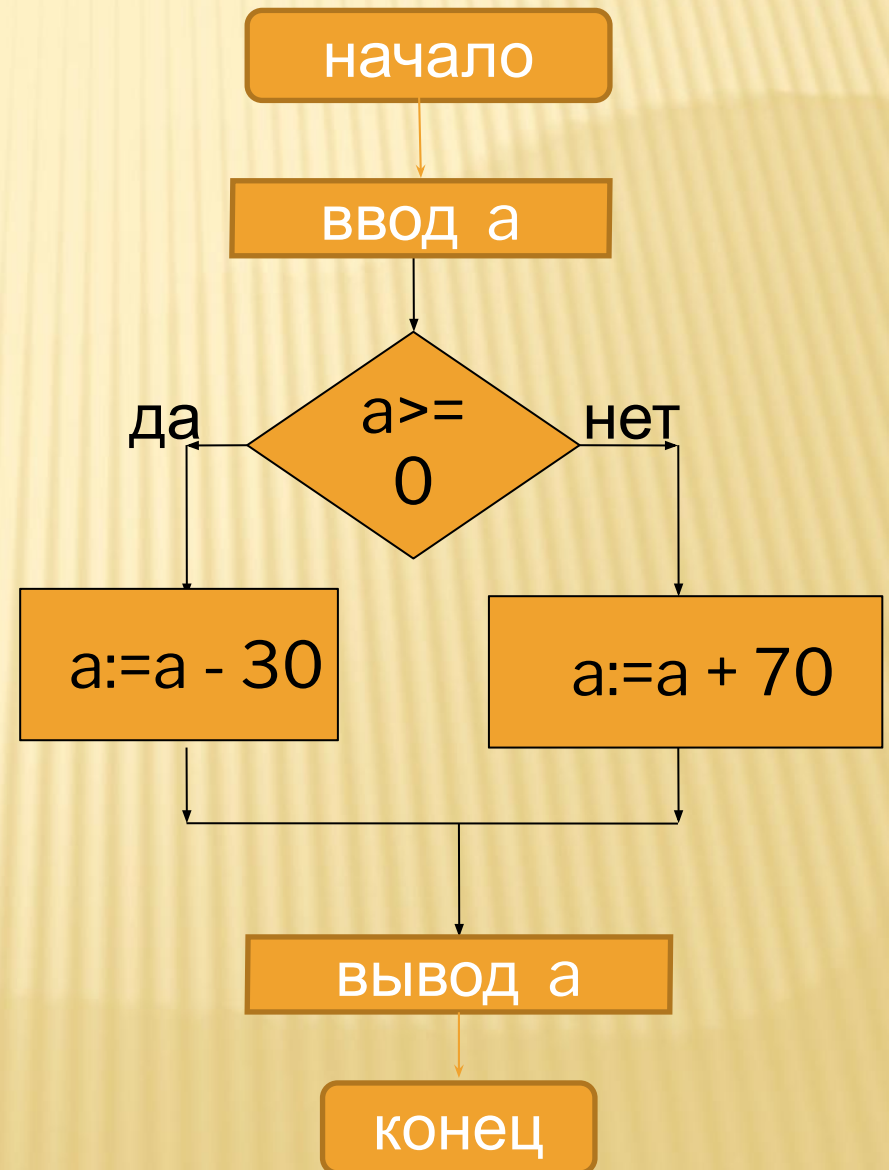 начало
ввод а
да
а>=
0
нет
а:=а - 30
а:=а + 70
вывод а
конец